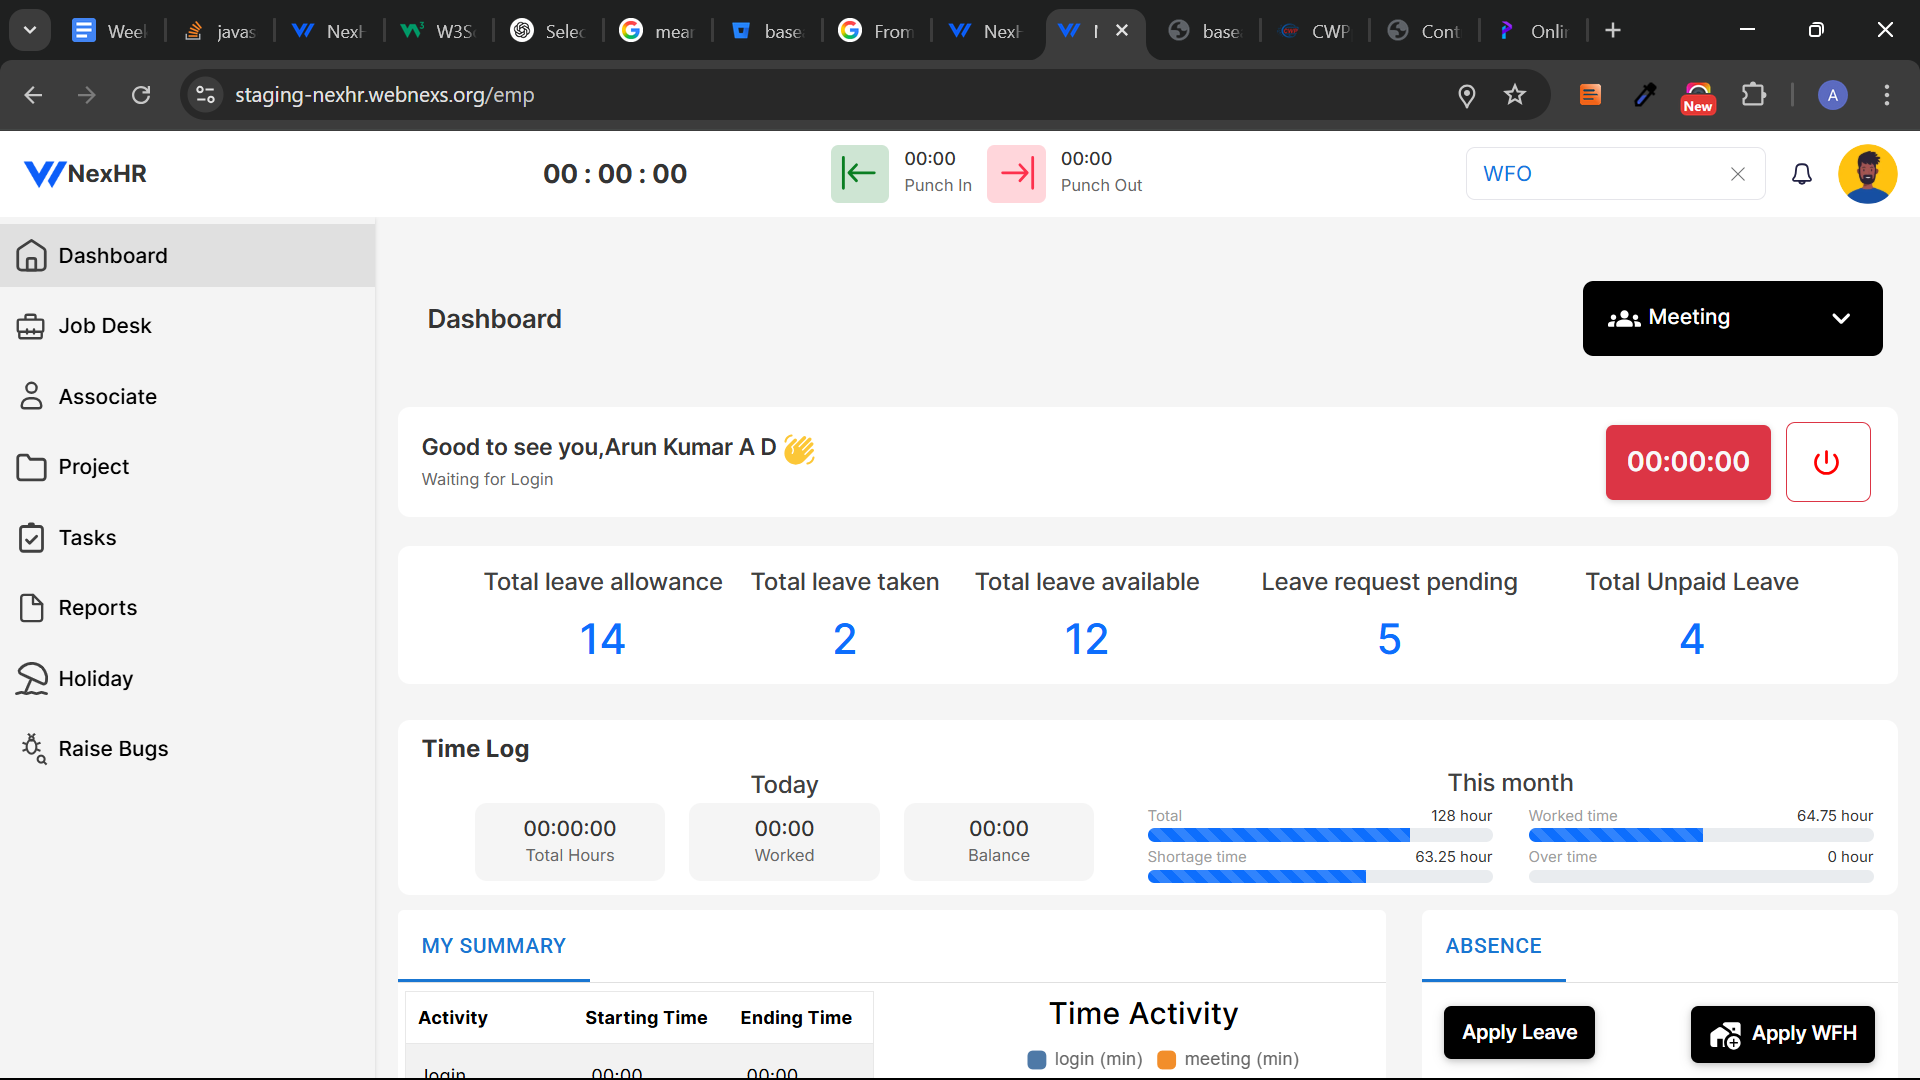 Week
javas
NexH
W3S
Selec
mear
base
From
NexH
base
CWP
Cont
Onlin
staging-nexhr.webnexs.org/emp
New
A
NexHR
00 : 00 : 00
00:00
Punch In
00:00
Punch Out
WFO
Dashboard
Job Desk
Associate
Project
Tasks
Reports
Holiday
Raise Bugs
Dashboard
Meeting
Good to see you,Arun Kumar A D 👋
Waiting for Login
00:00:00
Total leave allowance
14
Total leave taken
2
Total leave available
12
Leave request pending
5
Total Unpaid Leave
4
Time Log
Today
00:00:00
Total Hours
00:00
Worked
00:00
Balance
This month
Total 128 hour
Worked time 64.75 hour
Shortage time 63.25 hour
Over time 0 hour
MY SUMMARY
Activity Starting Time Ending Time
login 00:00 00:00
Time Activity
login (min) meeting (min)
ABSENCE
Apply Leave
Apply WFH